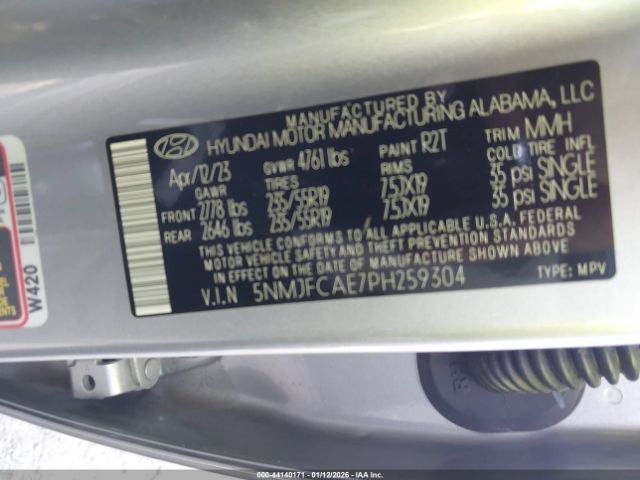 MANUFACTURED BY
HYUNDAI MOTOR MANUFACTURING ALABAMA, LLC
Apr/12/23 GVWR 4761 lbs PAINT R2T TRIM MMH
GAWR TIRES RIMS COLD TIRE INFL
FRONT 2778 lbs 235/55R19 7.5JX19 35 psi SINGLE
REAR 2646 lbs 235/55R19 7.5JX19 35 psi SINGLE
THIS VEHICLE CONFORMS TO ALL APPLICABLE U.S.A. FEDERAL
MOTOR VEHICLE SAFETY AND THEFT PREVENTION STANDARDS
IN EFFECT ON THE DATE OF MANUFACTURE SHOWN ABOVE
V.I.N 5NMJFCAE7PH259304 TYPE: MPV
W420
000-44140171 - 01/12/2026 - IAA Holdings, LLC.